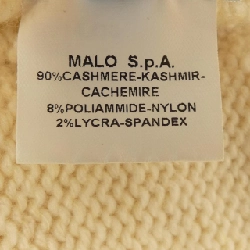 MALO S.p.A.
90%CASHMERE-KASHMIR-
CACHEMIRE
8%POLIAMMIDE-NYLON
2%LYCRA-SPANDEX